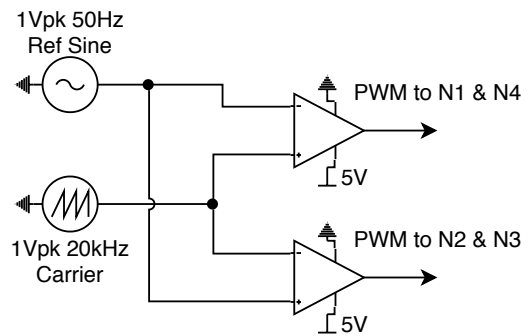 1Vpk 50Hz
Ref Sine
PWM to N1 & N4
5V
1Vpk 20kHz
Carrier
PWM to N2 & N3
5V